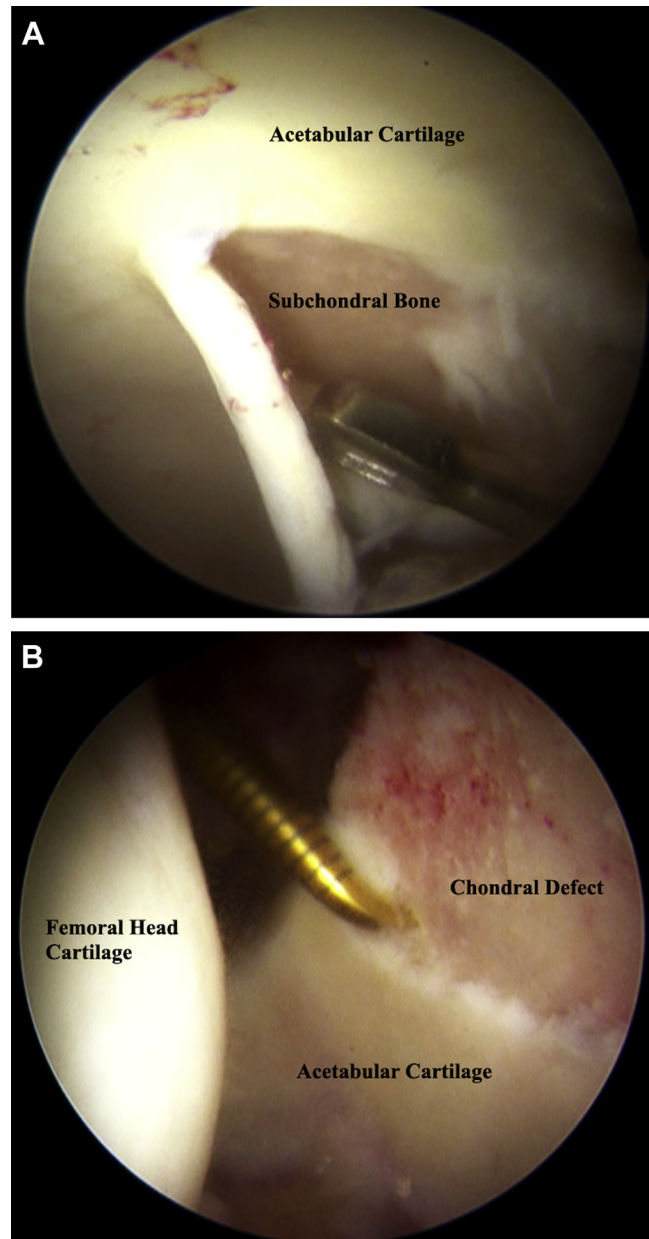 A
Acetabular Cartilage
Subchondral Bone
B
Chondral Defect
Femoral Head
Cartilage
Acetabular Cartilage